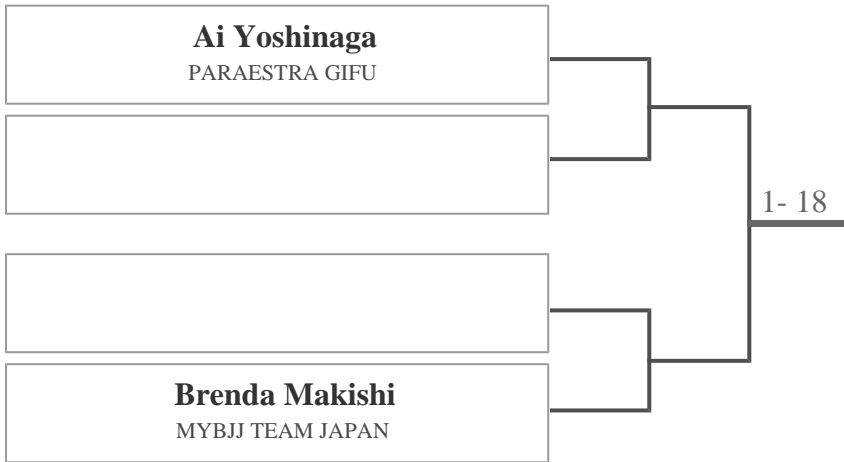 Ai Yoshinaga
PARAESTRA GIFU
1- 18
Brenda Makishi
MYBJJ TEAM JAPAN